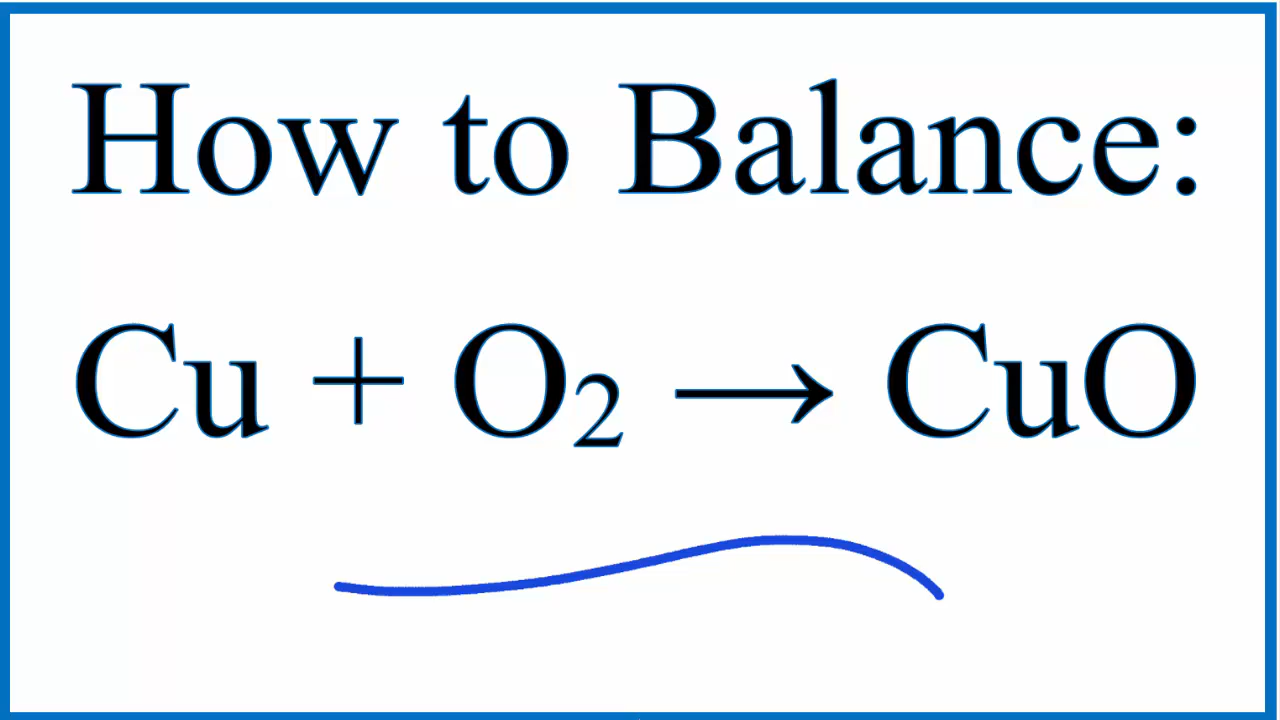 How to Balance:
Cu + O₂ → CuO